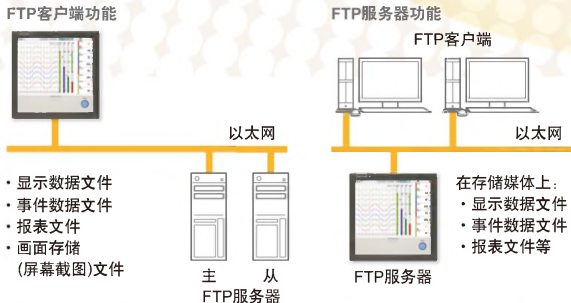 FTP客户端功能
以太网
・显示数据文件
・事件数据文件
・报表文件
・画面存储
(屏幕截图)文件
主 从
FTP服务器
FTP服务器功能
FTP客户端
以太网
FTP服务器
在存储媒体上：
・显示数据文件
・事件数据文件
・报表文件等